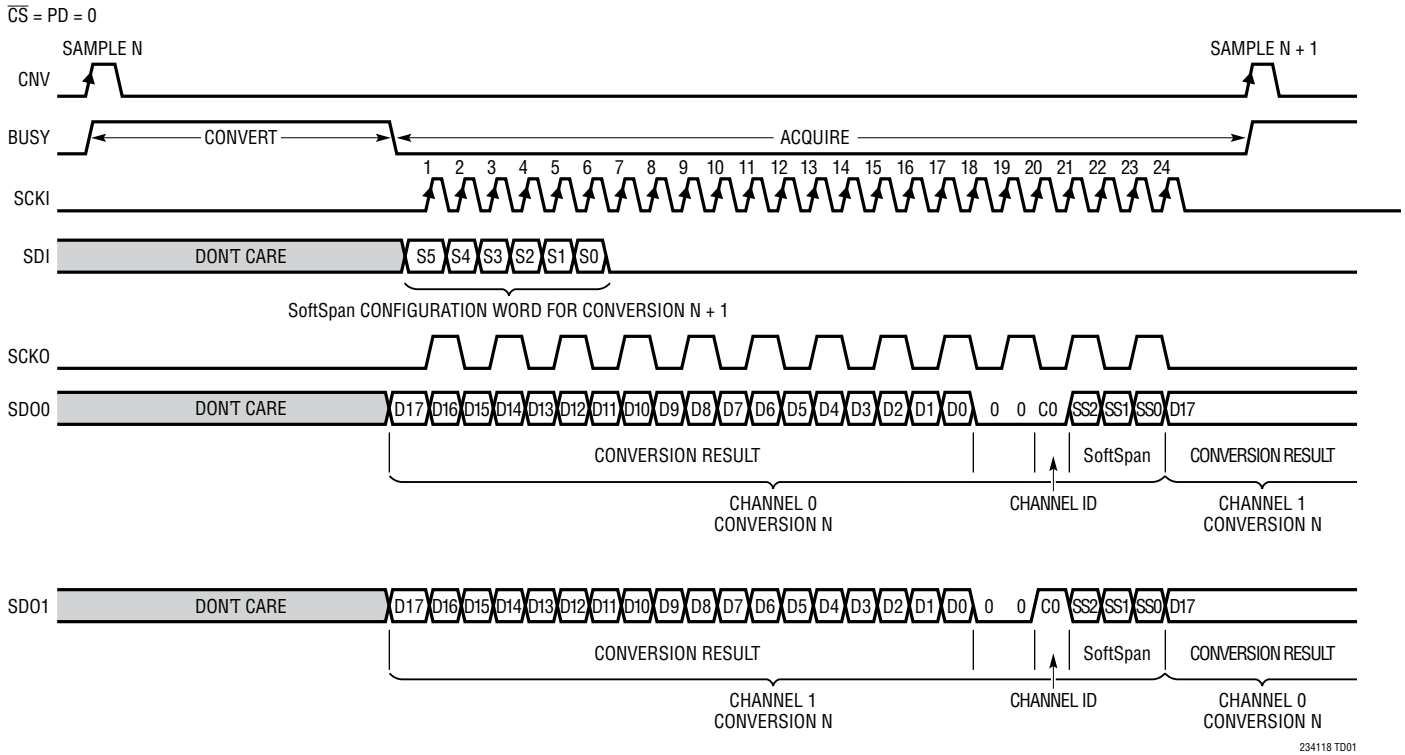 CS = PD = 0
SAMPLE N
SAMPLE N + 1
CNV
BUSY
CONVERT
ACQUIRE
1 2 3 4 5 6 7 8 9 10 11 12 13 14 15 16 17 18 19 20 21 22 23 24
SCKI
SDI
DON'T CARE
S5 S4 S3 S2 S1 S0
SoftSpan CONFIGURATION WORD FOR CONVERSION N + 1
SCKO
SDO0
DON'T CARE
D17 D16 D15 D14 D13 D12 D11 D10 D9 D8 D7 D6 D5 D4 D3 D2 D1 D0 0 0 C0 SS2 SS1 SS0 D17
CONVERSION RESULT
SoftSpan
CONVERSION RESULT
CHANNEL 0
CONVERSION N
CHANNEL ID
CHANNEL 1
CONVERSION N
SDO1
DON'T CARE
D17 D16 D15 D14 D13 D12 D11 D10 D9 D8 D7 D6 D5 D4 D3 D2 D1 D0 0 0 C0 SS2 SS1 SS0 D17
CONVERSION RESULT
SoftSpan
CONVERSION RESULT
CHANNEL 1
CONVERSION N
CHANNEL ID
CHANNEL 0
CONVERSION N
234118 TD01